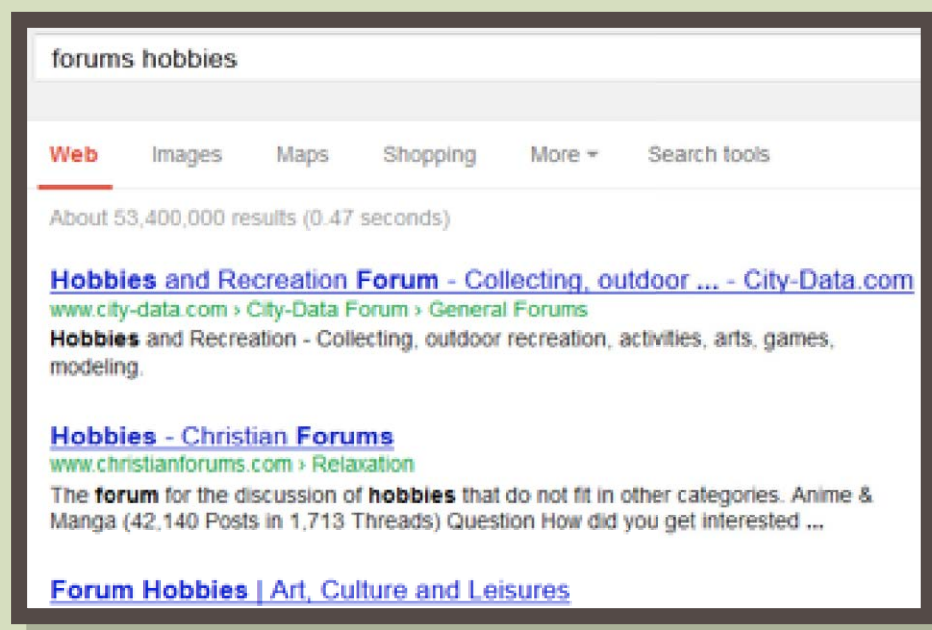 forums hobbies
Web Images Maps Shopping More Search tools
About 53,400,000 results (0.47 seconds)
Hobbies and Recreation Forum - Collecting, outdoor ... - City-Data.com
www.city-data.com › City-Data Forum › General Forums
Hobbies and Recreation - Collecting, outdoor recreation, activities, arts, games,
modeling.
Hobbies - Christian Forums
www.christianforums.com › Relaxation
The forum for the discussion of hobbies that do not fit in other categories. Anime &
Manga (42,140 Posts in 1,713 Threads) Question How did you get interested ...
Forum Hobbies | Art, Culture and Leisures